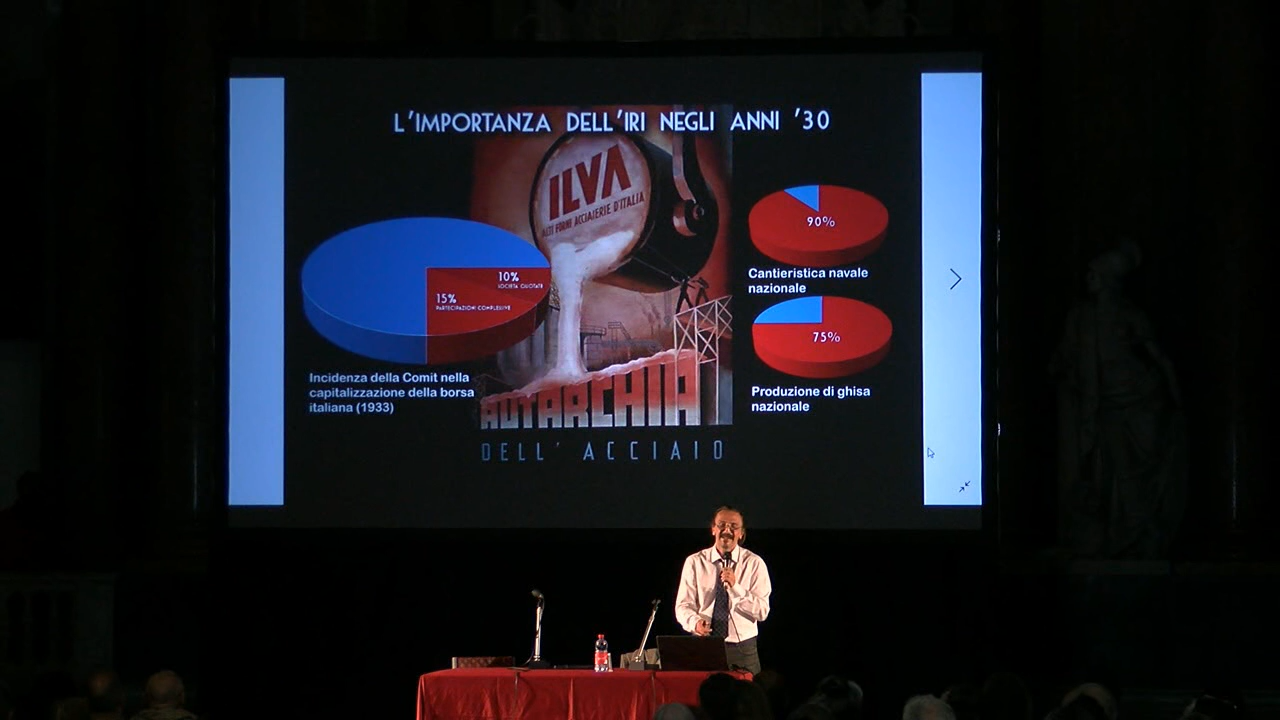 L'IMPORTANZA DELL'IRI NEGLI ANNI '30
ILVA
ALTI FORNI ACCIAIERIE D'ITALIA
10%
SOCIETÀ QUOTATE
15%
PARTECIPAZIONI COMPLESSIVE
Incidenza della Comit nella
capitalizzazione della borsa
italiana (1933)
AUTARCHIA
DELL' ACCIAIO
90%
Cantieristica navale
nazionale
75%
Produzione di ghisa
nazionale